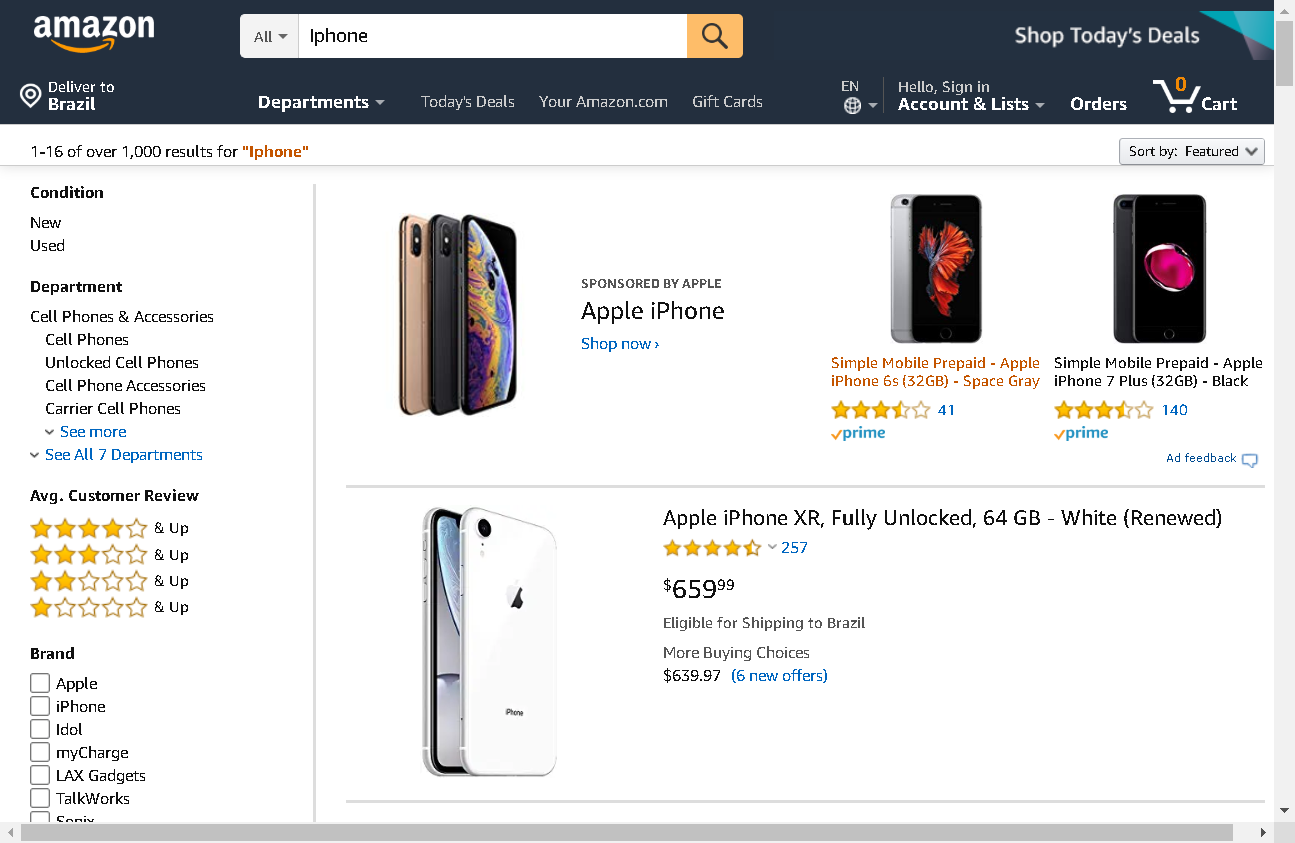 amazon
All
Iphone
Shop Today's Deals
Deliver to
Brazil
Departments
Today's Deals
Your Amazon.com
Gift Cards
EN
Hello, Sign in
Account & Lists
Orders
0
Cart
1-16 of over 1,000 results for "Iphone"
Sort by: Featured
Condition
New
Used
Department
Cell Phones & Accessories
Cell Phones
Unlocked Cell Phones
Cell Phone Accessories
Carrier Cell Phones
See more
See All 7 Departments
Avg. Customer Review
& Up
& Up
& Up
& Up
Brand
Apple
iPhone
Idol
myCharge
LAX Gadgets
TalkWorks
SPONSORED BY APPLE
Apple iPhone
Shop now ›
Simple Mobile Prepaid - Apple
iPhone 6s (32GB) - Space Gray
41
prime
Simple Mobile Prepaid - Apple
iPhone 7 Plus (32GB) - Black
140
prime
Ad feedback
iPhone
Apple iPhone XR, Fully Unlocked, 64 GB - White (Renewed)
257
$65999
Eligible for Shipping to Brazil
More Buying Choices
$639.97 (6 new offers)